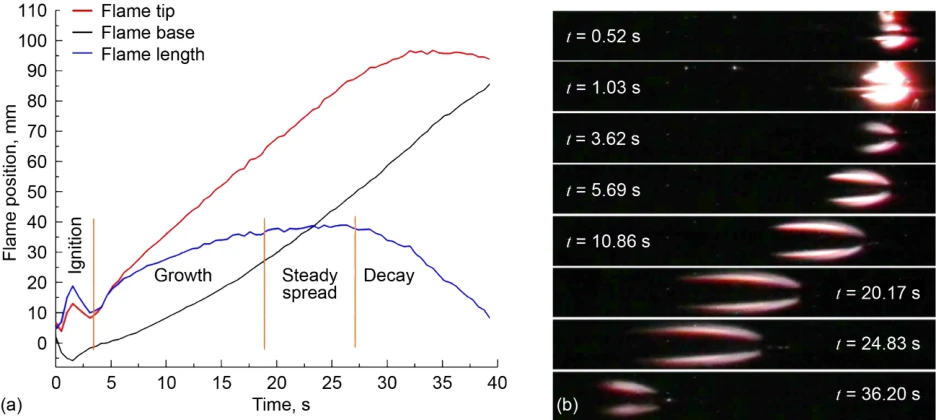 110
100
90
80
70
60
50
40
30
20
10
0
Flame position, mm
Flame tip
Flame base
Flame length
Ignition
Growth
Steady
spread
Decay
0 5 10 15 20 25 30 35 40
Time, s
(a)
t = 0.52 s
t = 1.03 s
t = 3.62 s
t = 5.69 s
t = 10.86 s
t = 20.17 s
t = 24.83 s
t = 36.20 s
(b)